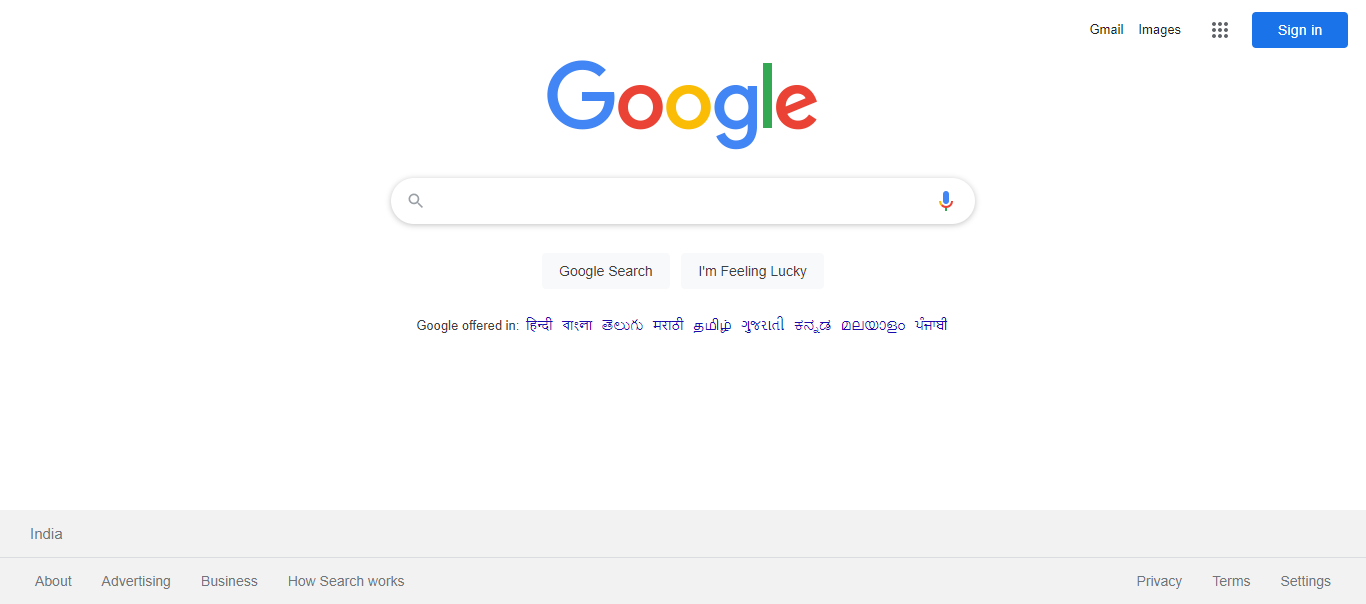 Gmail Images Sign in
Google
Google Search I'm Feeling Lucky
Google offered in: हिन्दी বাংলা తెలుగు मराठी தமிழ் ગુજરાતી ಕನ್ನಡ മലയാളം ਪੰਜਾਬੀ
India
About Advertising Business How Search works Privacy Terms Settings